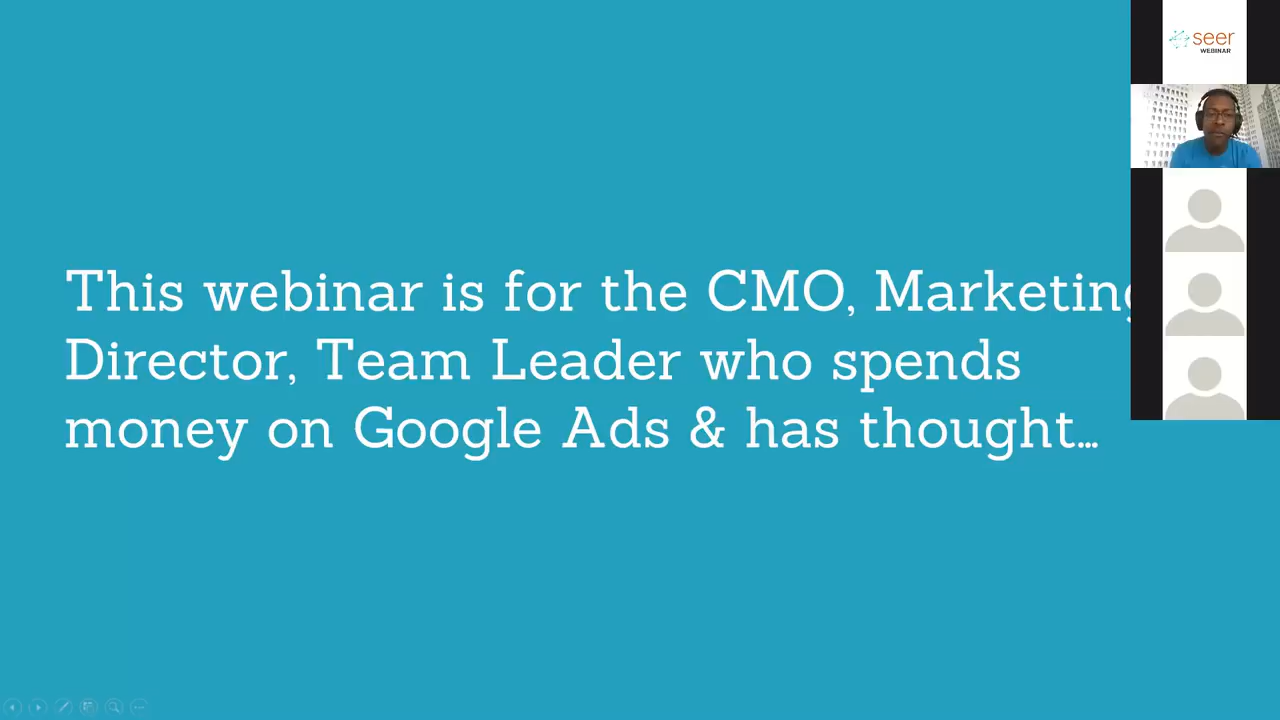 seer
WEBINAR
This webinar is for the CMO, Marketing
Director, Team Leader who spends
money on Google Ads & has thought...